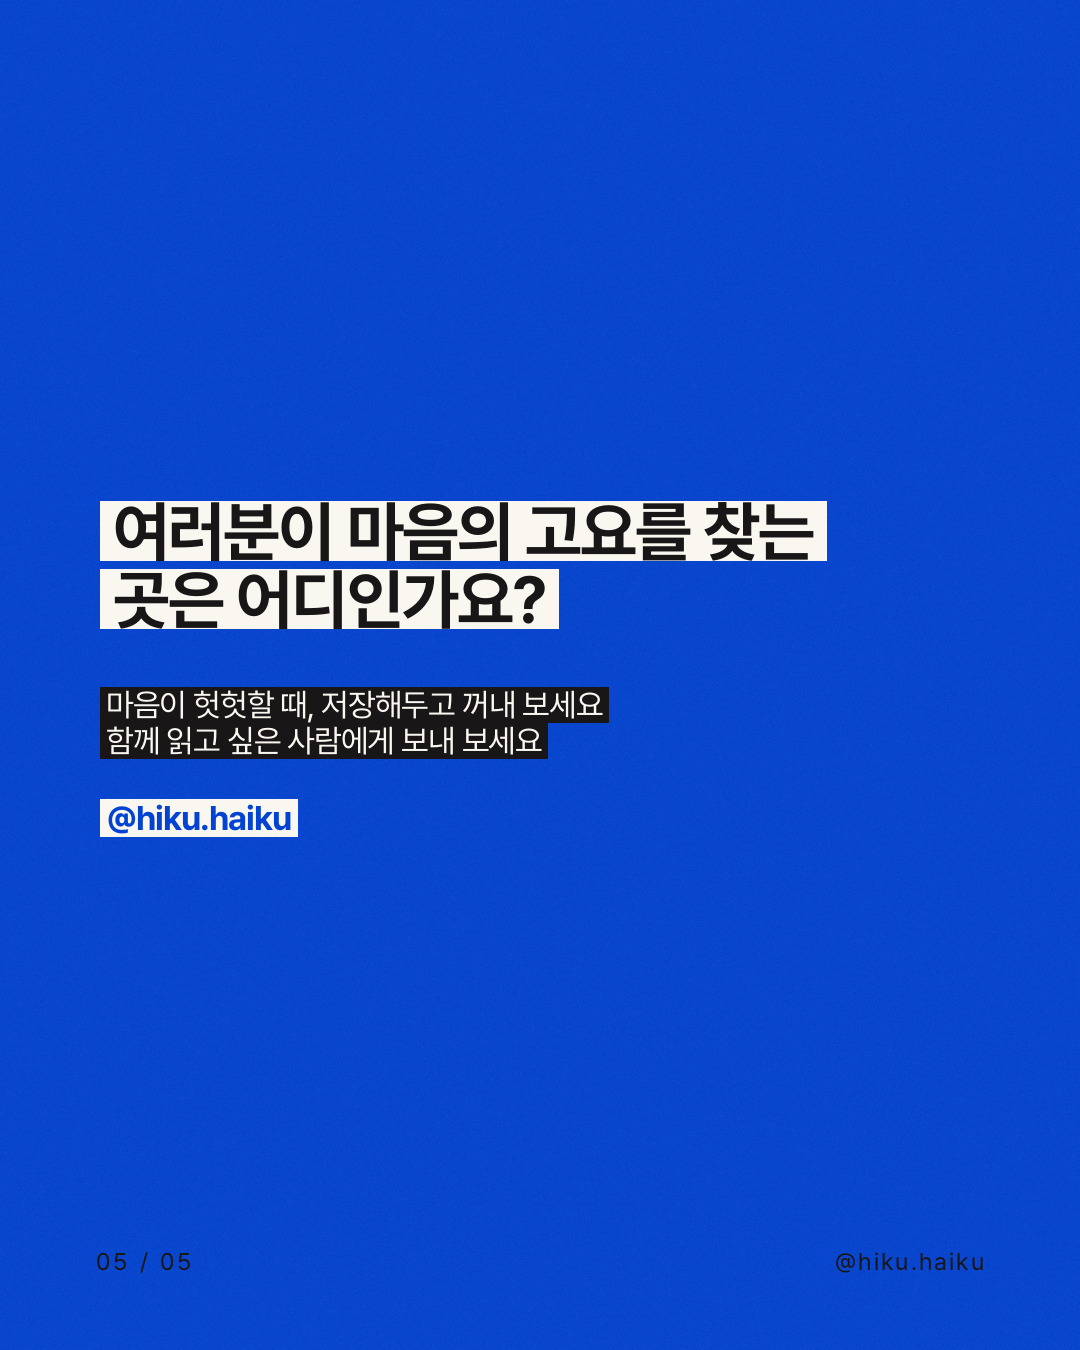 여러분이 마음의 고요를 찾는
곳은 어디인가요?
마음이 헛헛할 때, 저장해두고 꺼내 보세요
함께 읽고 싶은 사람에게 보내 보세요
@hiku.haiku
05 / 05
@hiku.haiku